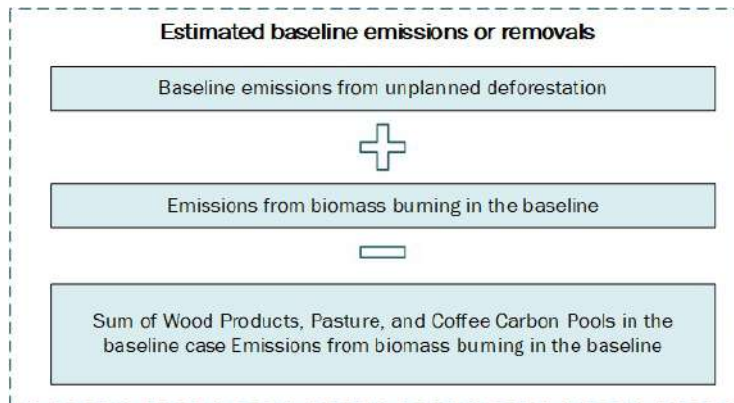 Estimated baseline emissions or removals
Baseline emissions from unplanned deforestation
Emissions from biomass burning in the baseline
Sum of Wood Products, Pasture, and Coffee Carbon Pools in the
baseline case Emissions from biomass burning in the baseline